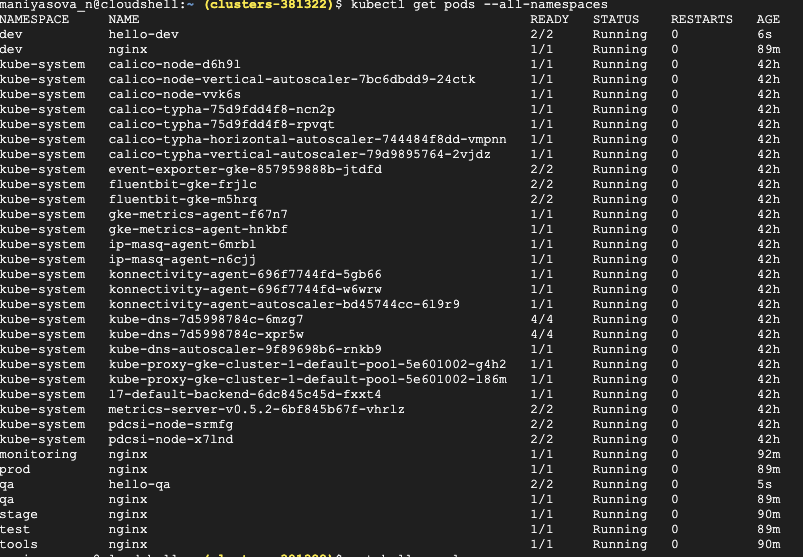 maniyasova_n@cloudshell:~ (clusters-381322)$ kubectl get pods --all-namespaces
NAMESPACE NAME READY STATUS RESTARTS AGE
dev hello-dev 2/2 Running 0 6s
dev nginx 1/1 Running 0 89m
kube-system calico-node-d6h9l 1/1 Running 0 42h
kube-system calico-node-vertical-autoscaler-7bc6dbdd9-24ctk 1/1 Running 0 42h
kube-system calico-node-vvk6s 1/1 Running 0 42h
kube-system calico-typha-75d9fdd4f8-ncn2p 1/1 Running 0 42h
kube-system calico-typha-75d9fdd4f8-rpvqt 1/1 Running 0 42h
kube-system calico-typha-horizontal-autoscaler-744484f8dd-vmpnn 1/1 Running 0 42h
kube-system calico-typha-vertical-autoscaler-79d9895764-2vjdz 1/1 Running 0 42h
kube-system event-exporter-gke-857959888b-jtdfd 2/2 Running 0 42h
kube-system fluentbit-gke-frjlc 2/2 Running 0 42h
kube-system fluentbit-gke-m5hrq 2/2 Running 0 42h
kube-system gke-metrics-agent-f67n7 1/1 Running 0 42h
kube-system gke-metrics-agent-hnkbf 1/1 Running 0 42h
kube-system ip-masq-agent-6mrbl 1/1 Running 0 42h
kube-system ip-masq-agent-n6cjj 1/1 Running 0 42h
kube-system konnectivity-agent-696f7744fd-5gb66 1/1 Running 0 42h
kube-system konnectivity-agent-696f7744fd-w6wrw 1/1 Running 0 42h
kube-system konnectivity-agent-autoscaler-bd45744cc-6l9r9 1/1 Running 0 42h
kube-system kube-dns-7d5998784c-6mzg7 4/4 Running 0 42h
kube-system kube-dns-7d5998784c-xpr5w 4/4 Running 0 42h
kube-system kube-dns-autoscaler-9f89698b6-rnkb9 1/1 Running 0 42h
kube-system kube-proxy-gke-cluster-1-default-pool-5e601002-g4h2 1/1 Running 0 42h
kube-system kube-proxy-gke-cluster-1-default-pool-5e601002-l86m 1/1 Running 0 42h
kube-system l7-default-backend-6dc845c45d-fxxt4 1/1 Running 0 42h
kube-system metrics-server-v0.5.2-6bf845b67f-vhrlz 2/2 Running 0 42h
kube-system pdcsi-node-srmfg 2/2 Running 0 42h
kube-system pdcsi-node-x7lnd 2/2 Running 0 42h
monitoring nginx 1/1 Running 0 92m
prod nginx 1/1 Running 0 89m
qa hello-qa 2/2 Running 0 5s
qa nginx 1/1 Running 0 89m
stage nginx 1/1 Running 0 90m
test nginx 1/1 Running 0 89m
tools nginx 1/1 Running 0 90m